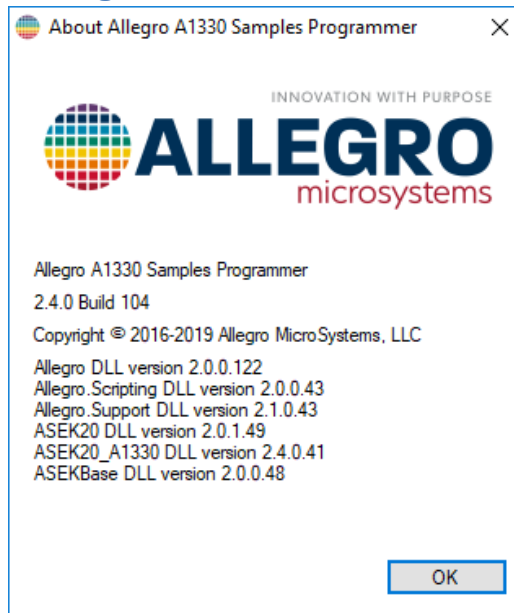 About Allegro A1330 Samples Programmer
INNOVATION WITH PURPOSE
ALLEGRO
microsystems
Allegro A1330 Samples Programmer
2.4.0 Build 104
Copyright © 2016-2019 Allegro MicroSystems, LLC
Allegro DLL version 2.0.0.122
Allegro.Scripting DLL version 2.0.0.43
Allegro.Support DLL version 2.1.0.43
ASEK20 DLL version 2.0.1.49
ASEK20_A1330 DLL version 2.4.0.41
ASEKBase DLL version 2.0.0.48
OK